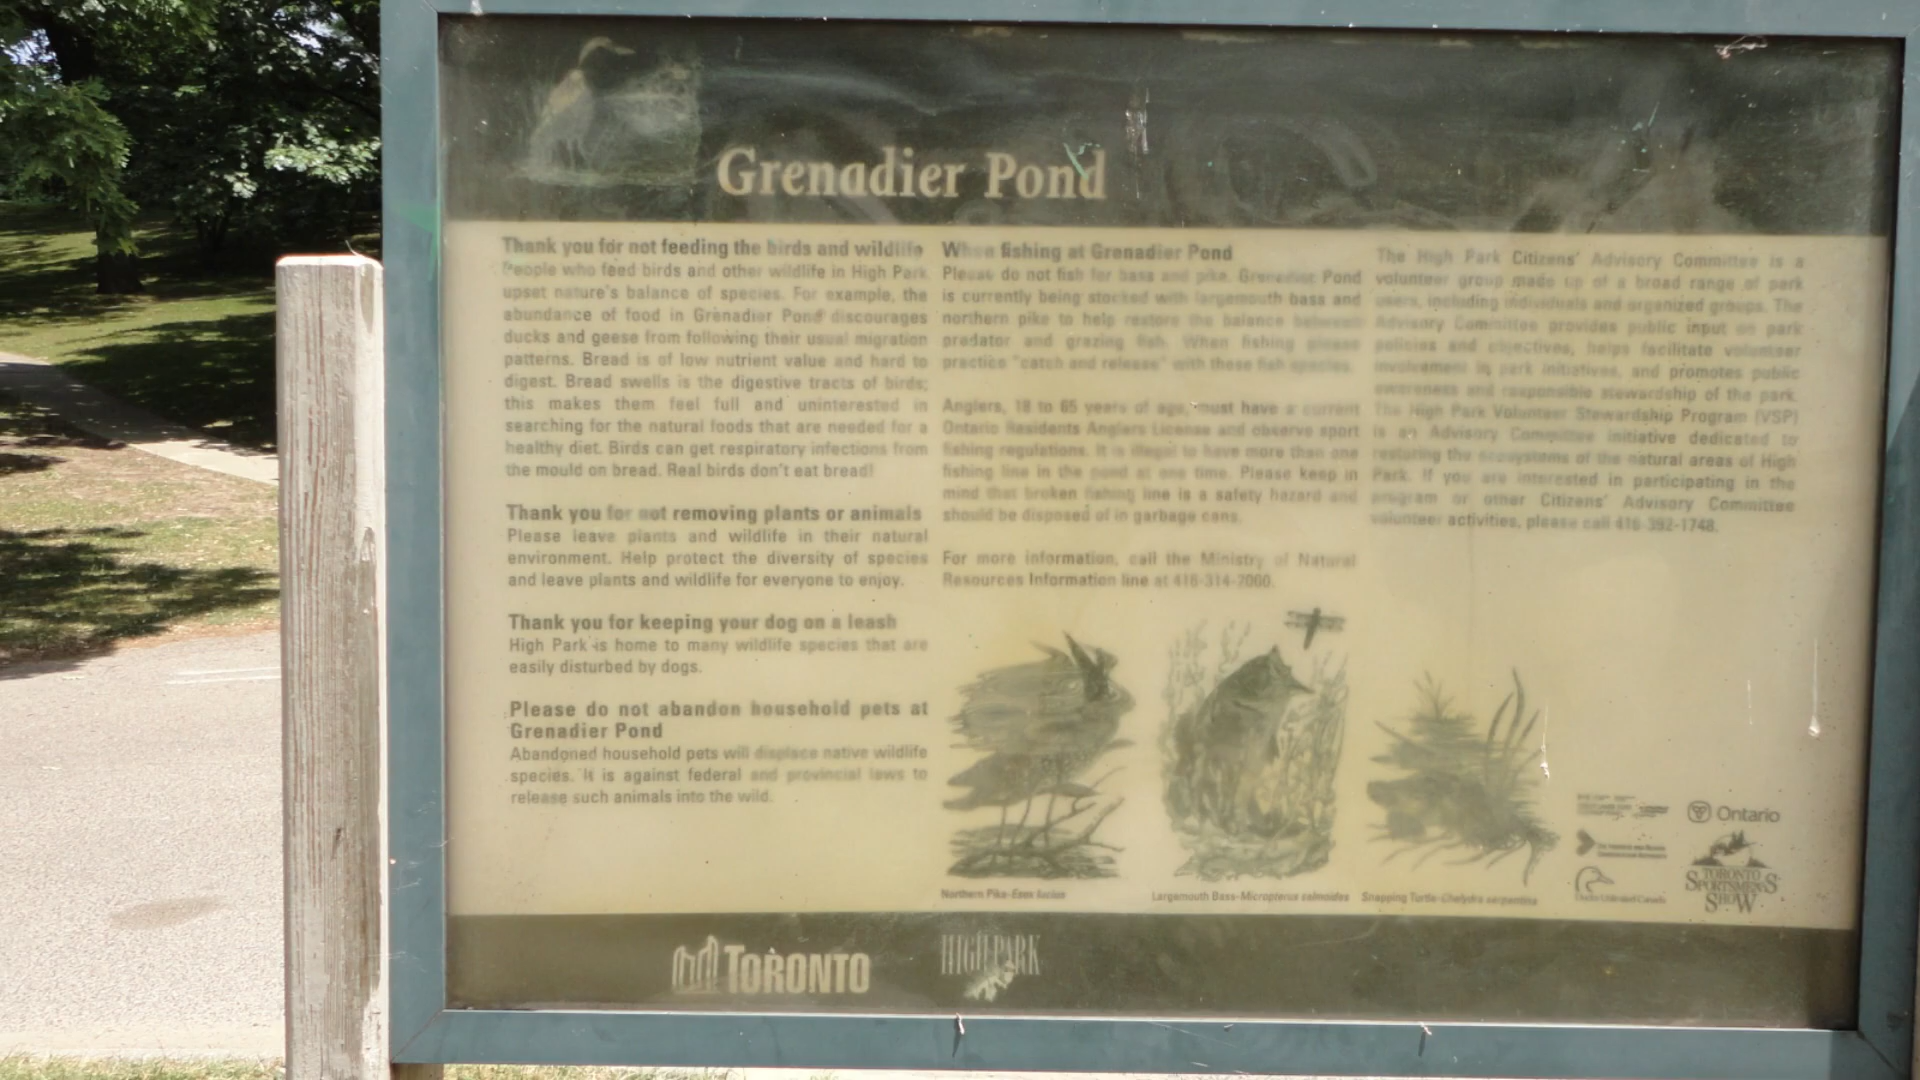 Grenadier Pond
Thank you for not feeding the birds and wildlife
People who feed birds and other wildlife in High Park
upset nature's balance of species. For example, the
abundance of food in Grenadier Pond discourages
ducks and geese from following their usual migration
patterns. Bread is of low nutrient value and hard to
digest. Bread swells is the digestive tracts of birds;
this makes them feel full and uninterested in
searching for the natural foods that are needed for a
healthy diet. Birds can get respiratory infections from
the mould on bread. Real birds don't eat bread!
Thank you for not removing plants or animals
Please leave plants and wildlife in their natural
environment. Help protect the diversity of species
and leave plants and wildlife for everyone to enjoy.
Thank you for keeping your dog on a leash
High Park is home to many wildlife species that are
easily disturbed by dogs.
Please do not abandon household pets at
Grenadier Pond
Abandoned household pets will displace native wildlife
species. It is against federal and provincial laws to
release such animals into the wild.
When fishing at Grenadier Pond
Please do not fish for bass and pike. Grenadier Pond
is currently being stocked with largemouth bass and
northern pike to help restore the balance between
predator and grazing fish. When fishing please
practice "catch and release" with those fish species.
Anglers, 18 to 65 years of age, must have a current
Ontario Residents Anglers License and observe sport
fishing regulations. It is illegal to have more than one
fishing line in the pond at one time. Please keep in
mind that broken fishing line is a safety hazard and
should be disposed of in garbage cans.
For more information, call the Ministry of Natural
Resources Information line at 416-314-2000.
The High Park Citizens' Advisory Committee is a
volunteer group made up of a broad range of park
users, including individuals and organized groups. The
Advisory Committee provides public input on park
policies and objectives, helps facilitate volunteer
involvement in park initiatives, and promotes public
awareness and responsible stewardship of the park.
The High Park Volunteer Stewardship Program (VSP)
is an Advisory Committee initiative dedicated to
restoring the ecosystems of the natural areas of High
Park. If you are interested in participating in the
program or other Citizens' Advisory Committee
volunteer activities, please call 416-392-1748.
Northern Pike-Esox lucius
Largemouth Bass-Micropterus salmoides
Snapping Turtle-Chelydra serpentina
Ontario
Ducks Unlimited Canada
TORONTO
SPORTSMEN'S
SHOW
TORONTO
HIGH PARK